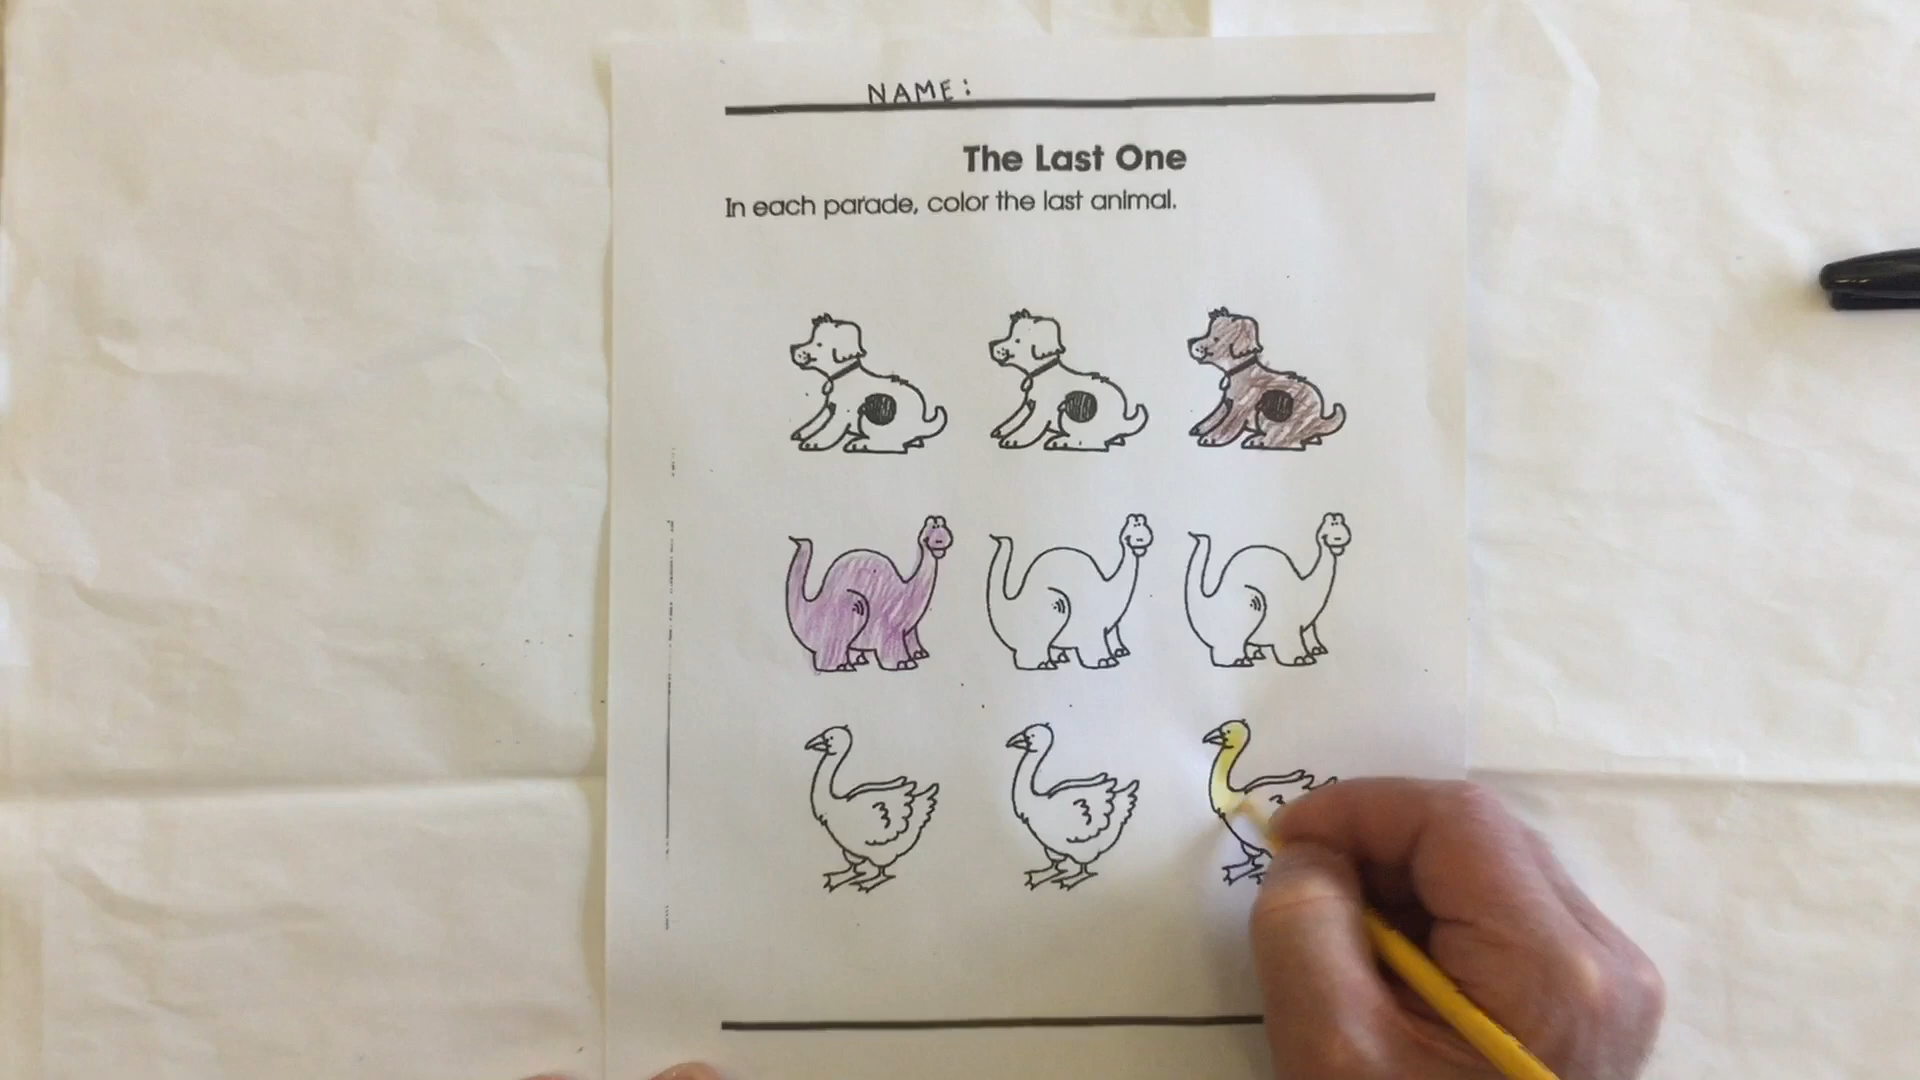 NAME:
The Last One
In each parade, color the last animal.